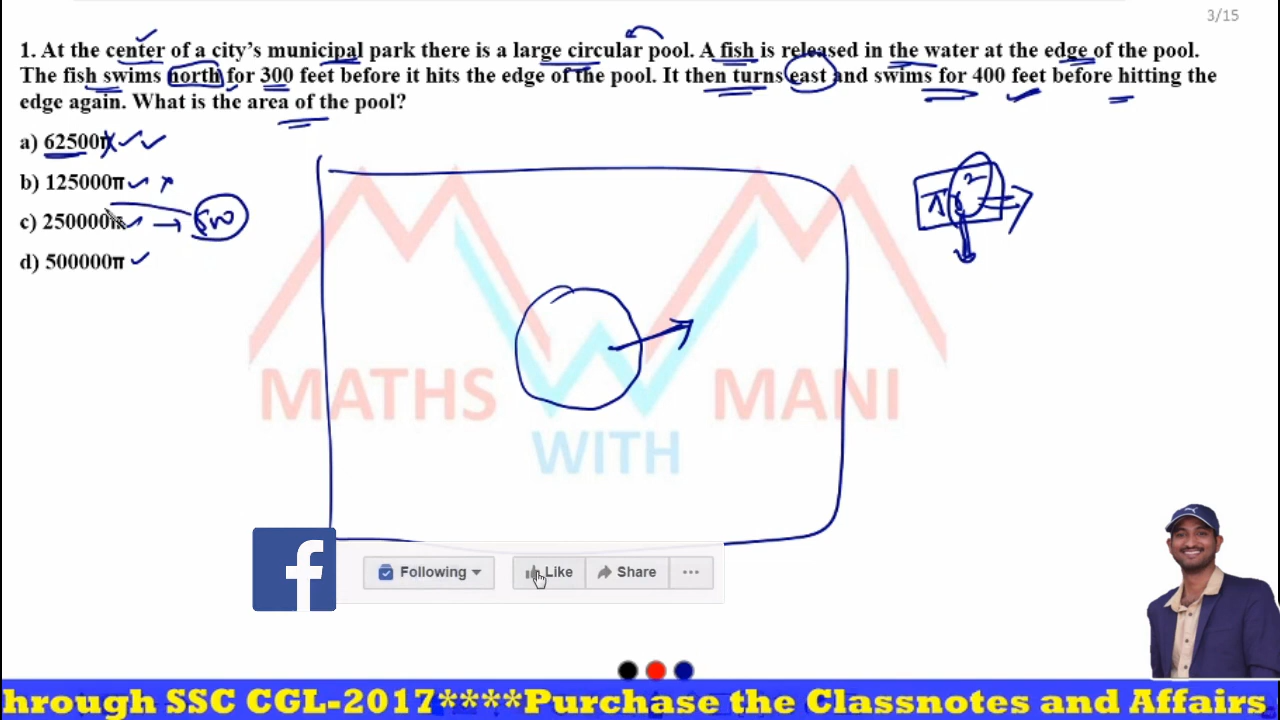 3/15
1. At the center of a city's municipal park there is a large circular pool. A fish is released in the water at the edge of the pool.
The fish swims north for 300 feet before it hits the edge of the pool. It then turns east and swims for 400 feet before hitting the
edge again. What is the area of the pool?
a) 62500π
b) 125000π
c) 250000π
500
d) 500000π
π
2
MATHS MANI
WITH
f
Following
Like
Share
hrough SSC CGL-2017****Purchase the Classnotes and Affairs